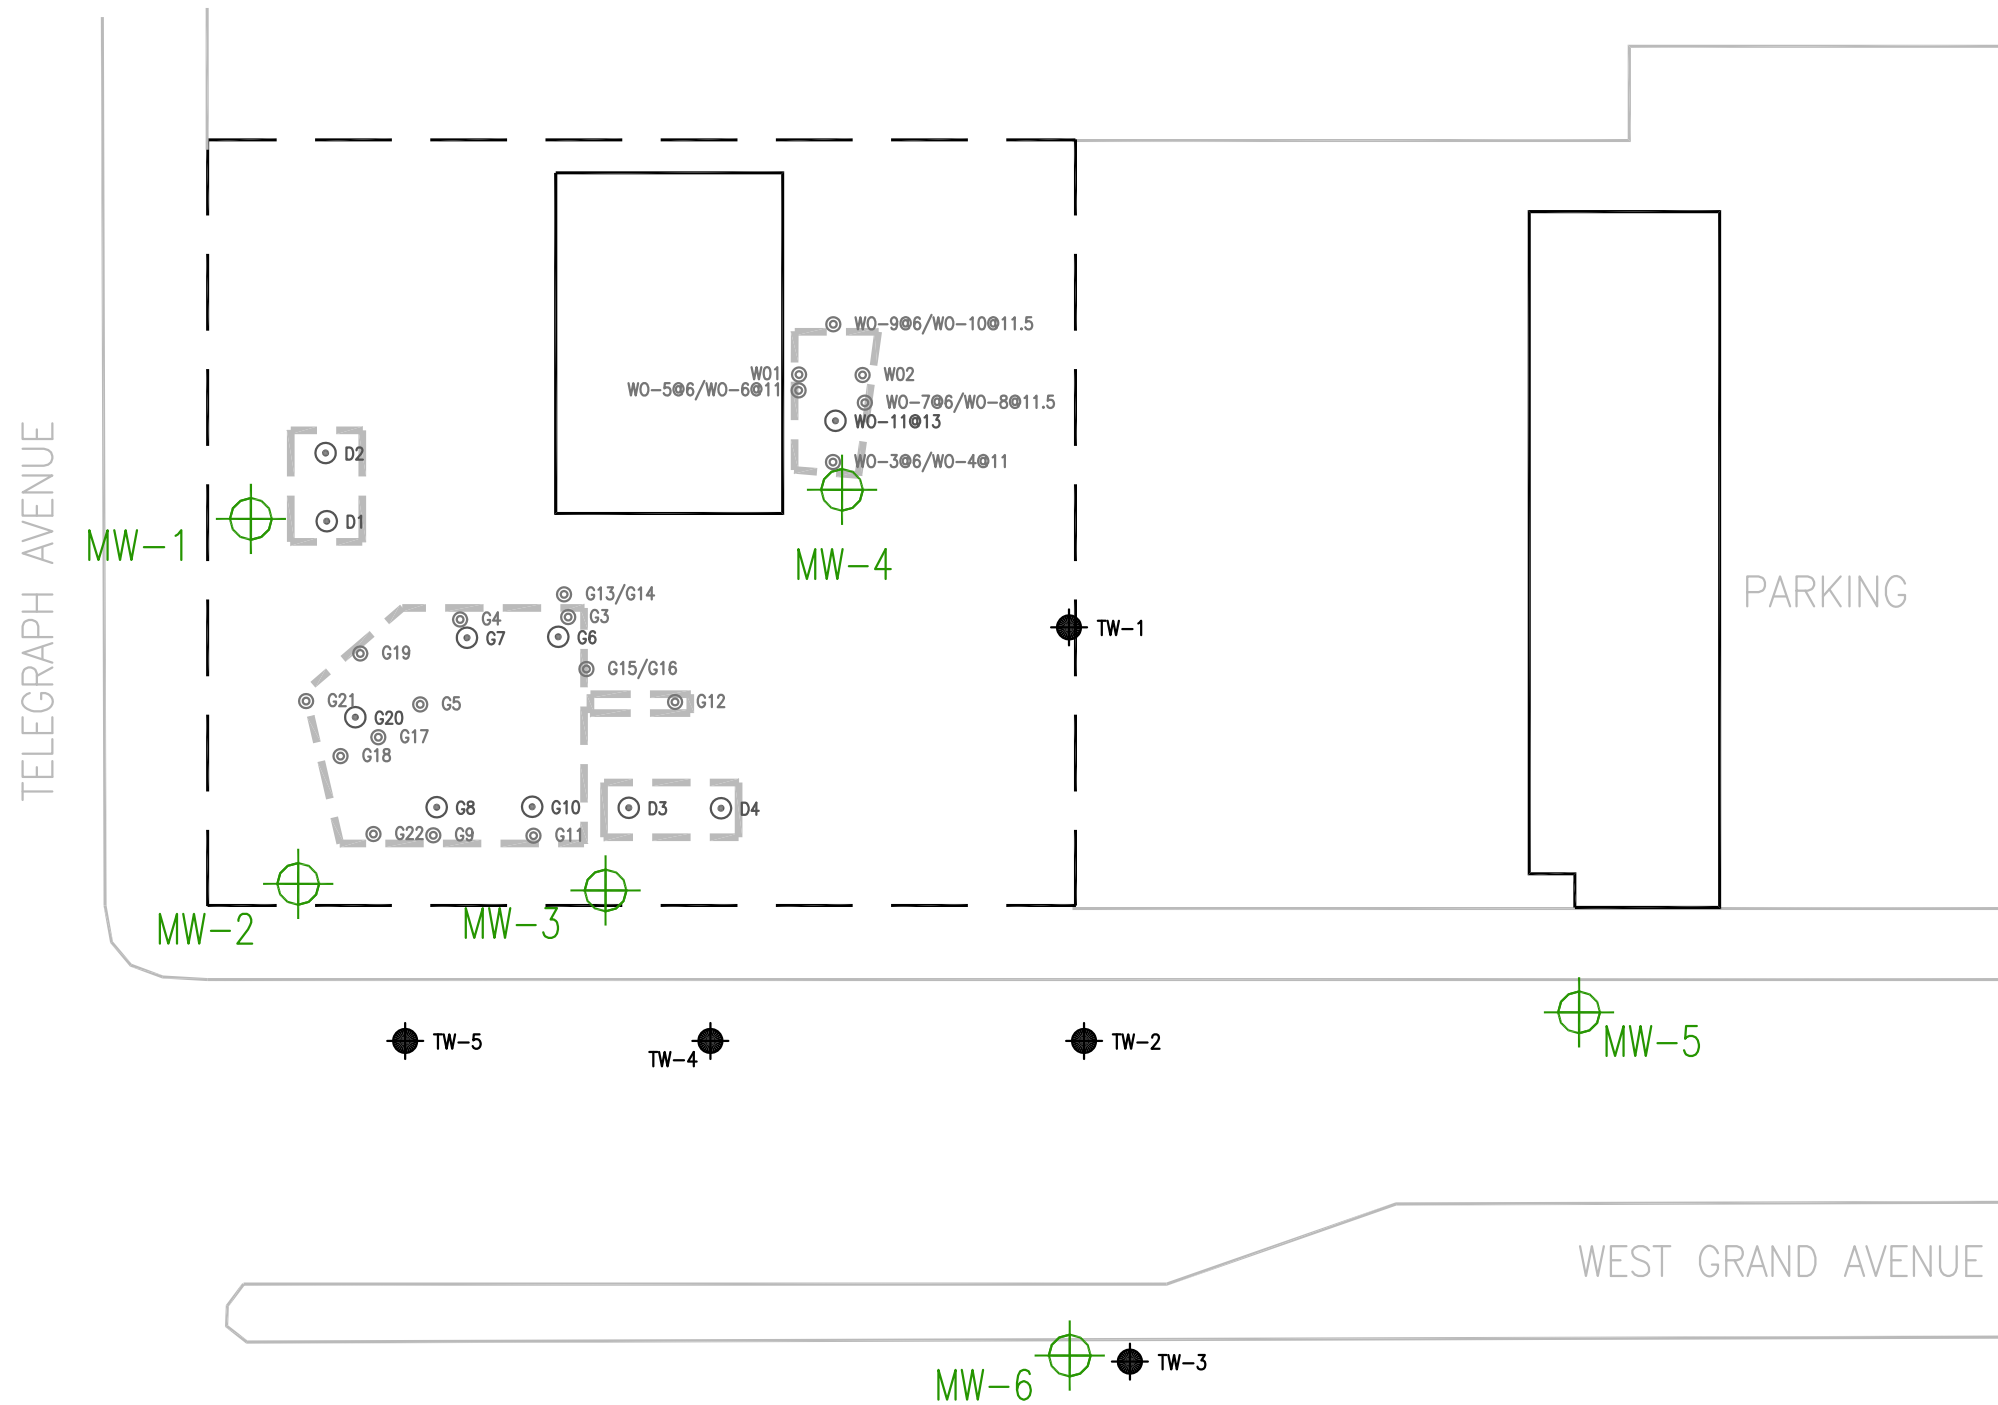 WO-9@6/WO-10@11.5
WO1
WO2
WO-5@6/WO-6@11
WO-7@6/WO-8@11.5
WO-11@13
WO-3@6/WO-4@11
D2
D1
MW-1
MW-4
TELEGRAPH AVENUE
PARKING
G13/G14
G4
G3
G7
G6
TW-1
G19
G15/G16
G21
G5
G12
G20
G17
G18
G8
G10
D3
D4
G22
G9
G11
MW-2
MW-3
TW-5
TW-4
TW-2
MW-5
WEST GRAND AVENUE
TW-3
MW-6